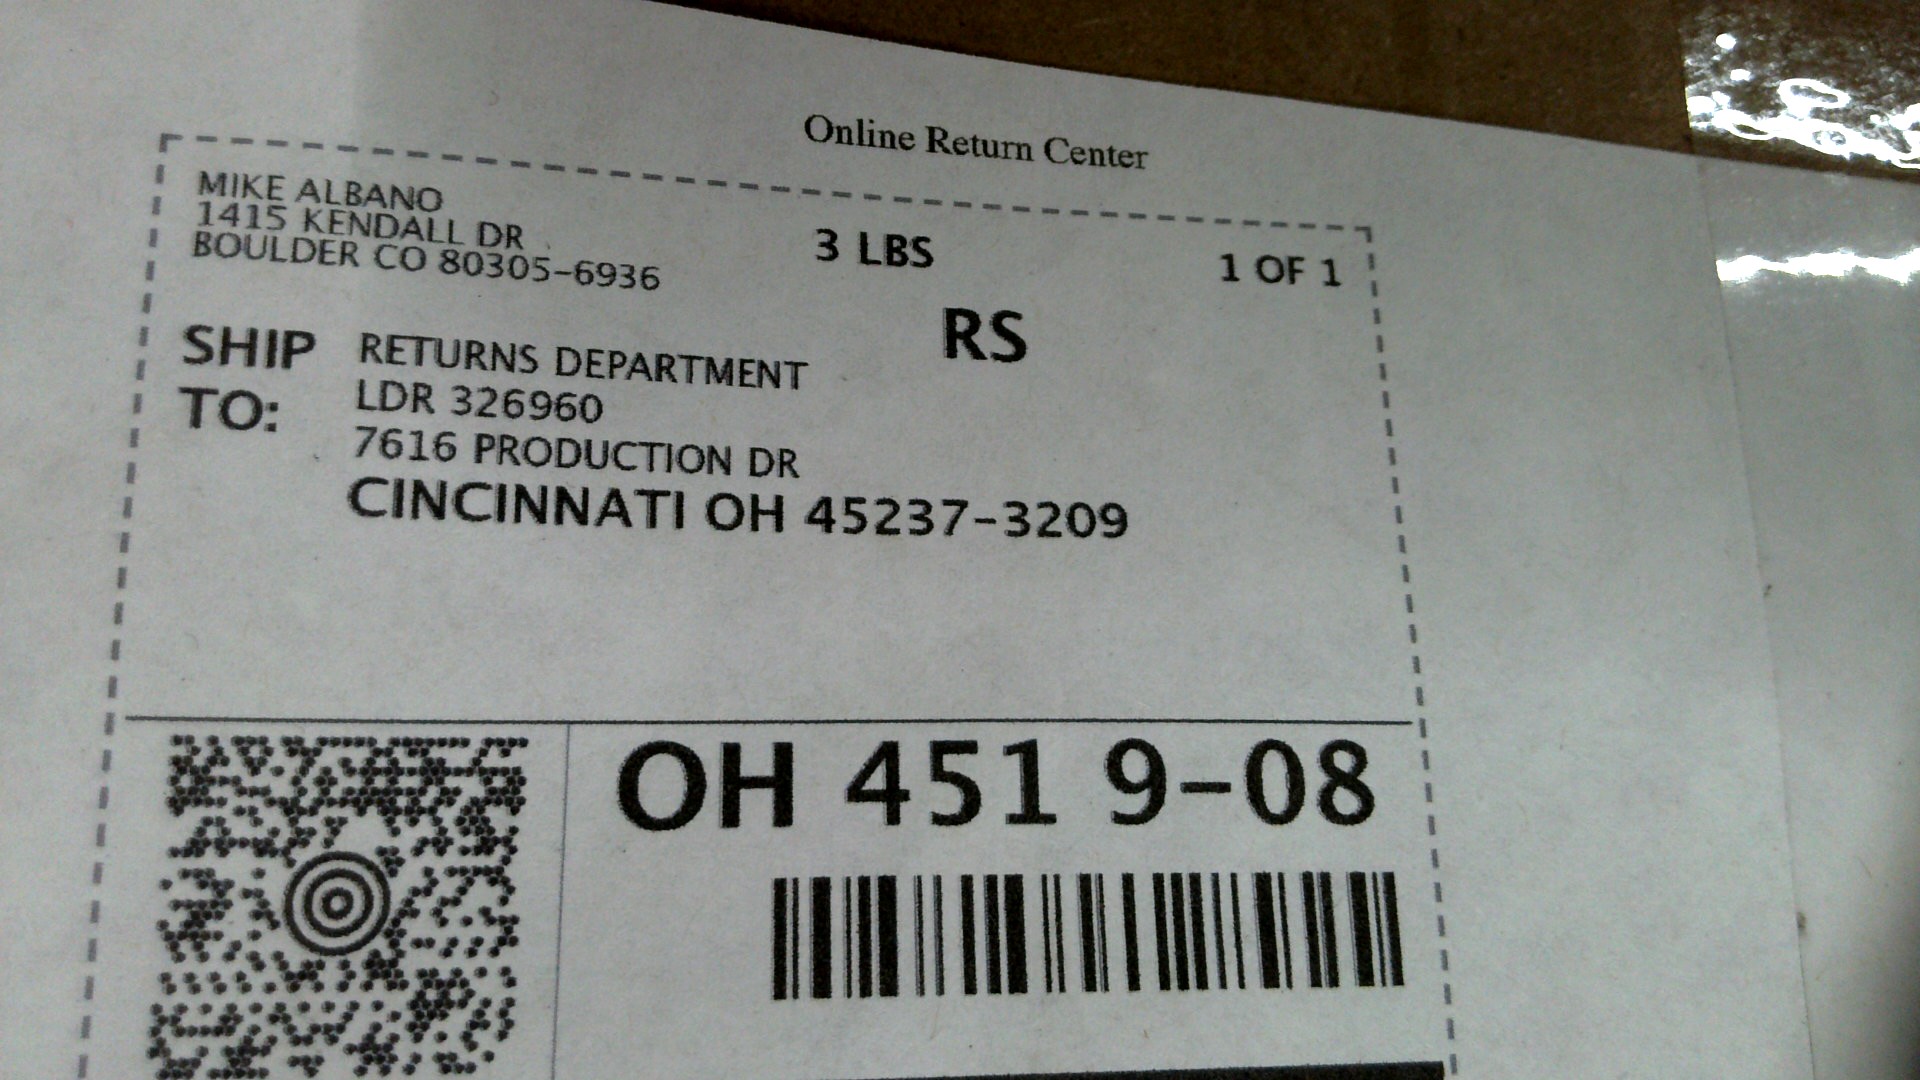 Online Return Center
MIKE ALBANO
1415 KENDALL DR
BOULDER CO 80305-6936
3 LBS
1 OF 1
RS
SHIP TO:
RETURNS DEPARTMENT
LDR 326960
7616 PRODUCTION DR
CINCINNATI OH 45237-3209
OH 451 9-08